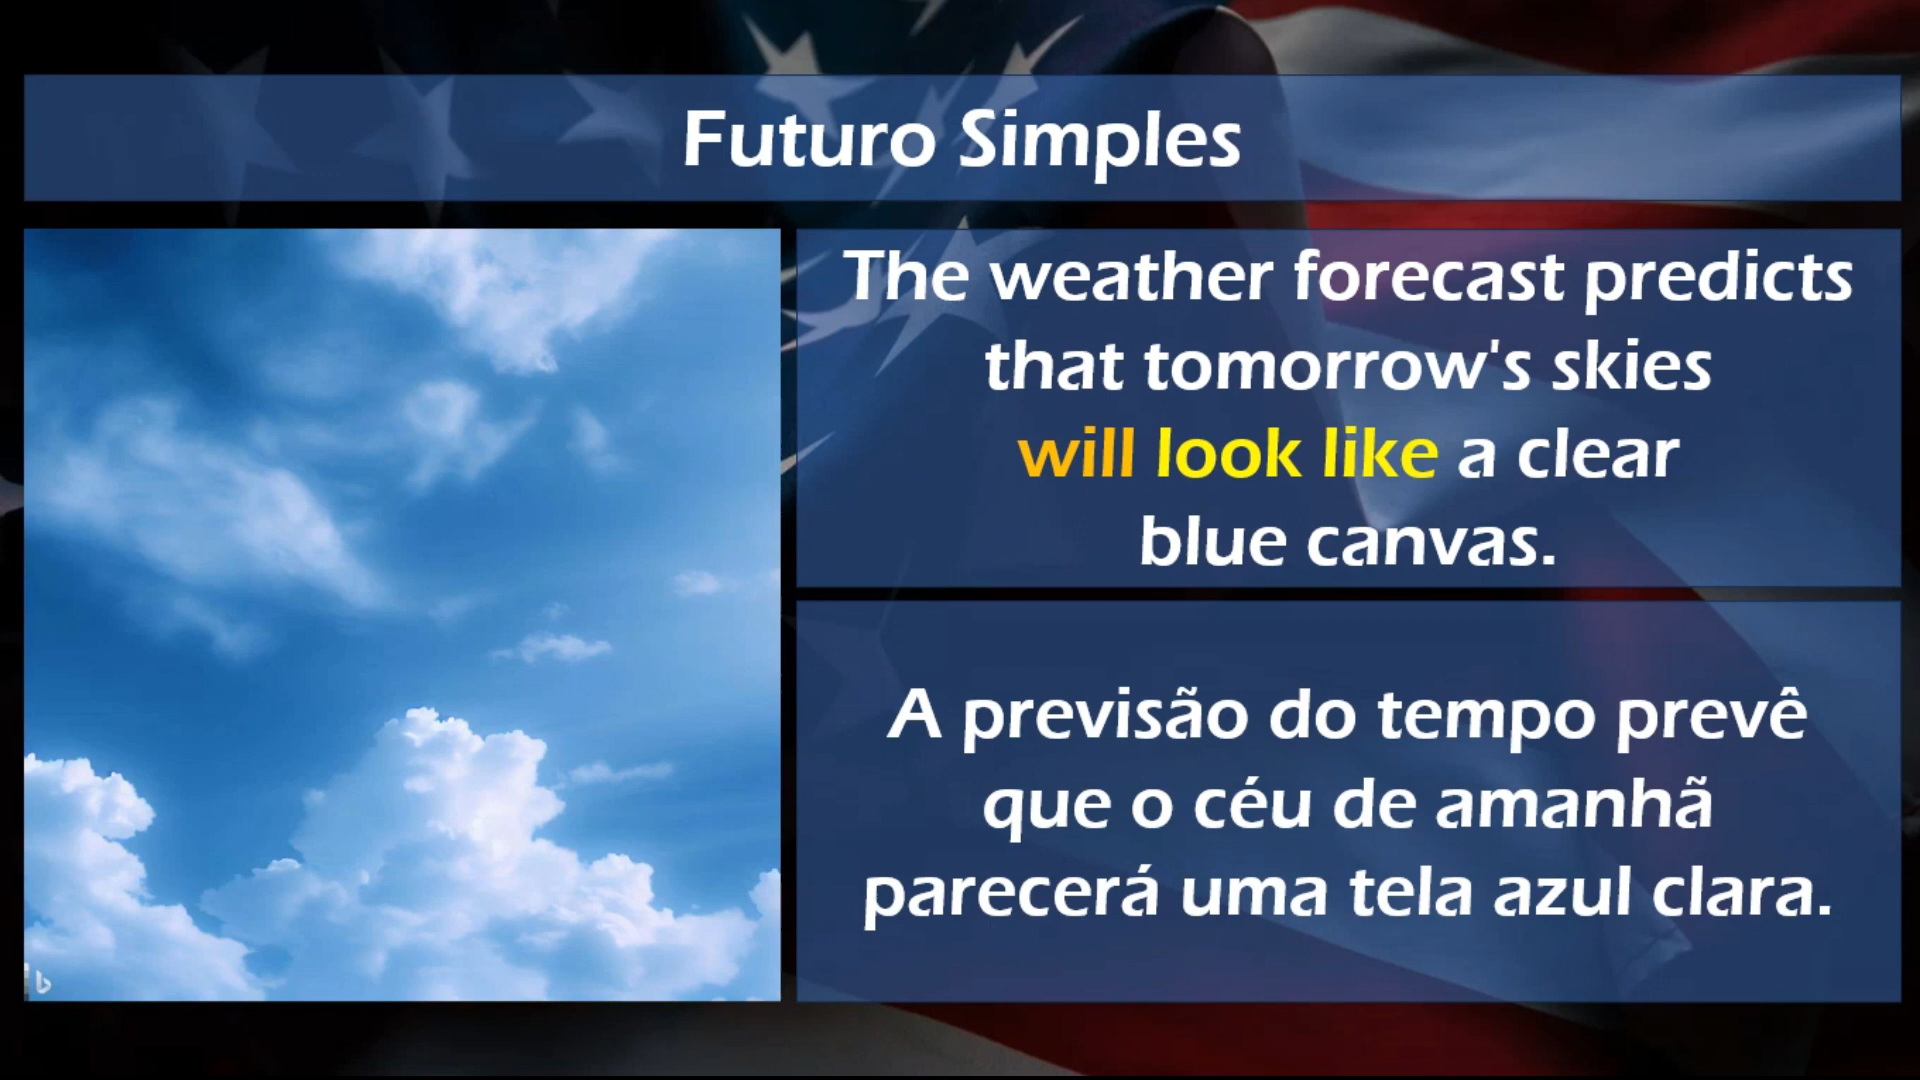 Futuro Simples
The weather forecast predicts
that tomorrow's skies
will look like a clear
blue canvas.
A previsão do tempo prevê
que o céu de amanhã
parecerá uma tela azul clara.